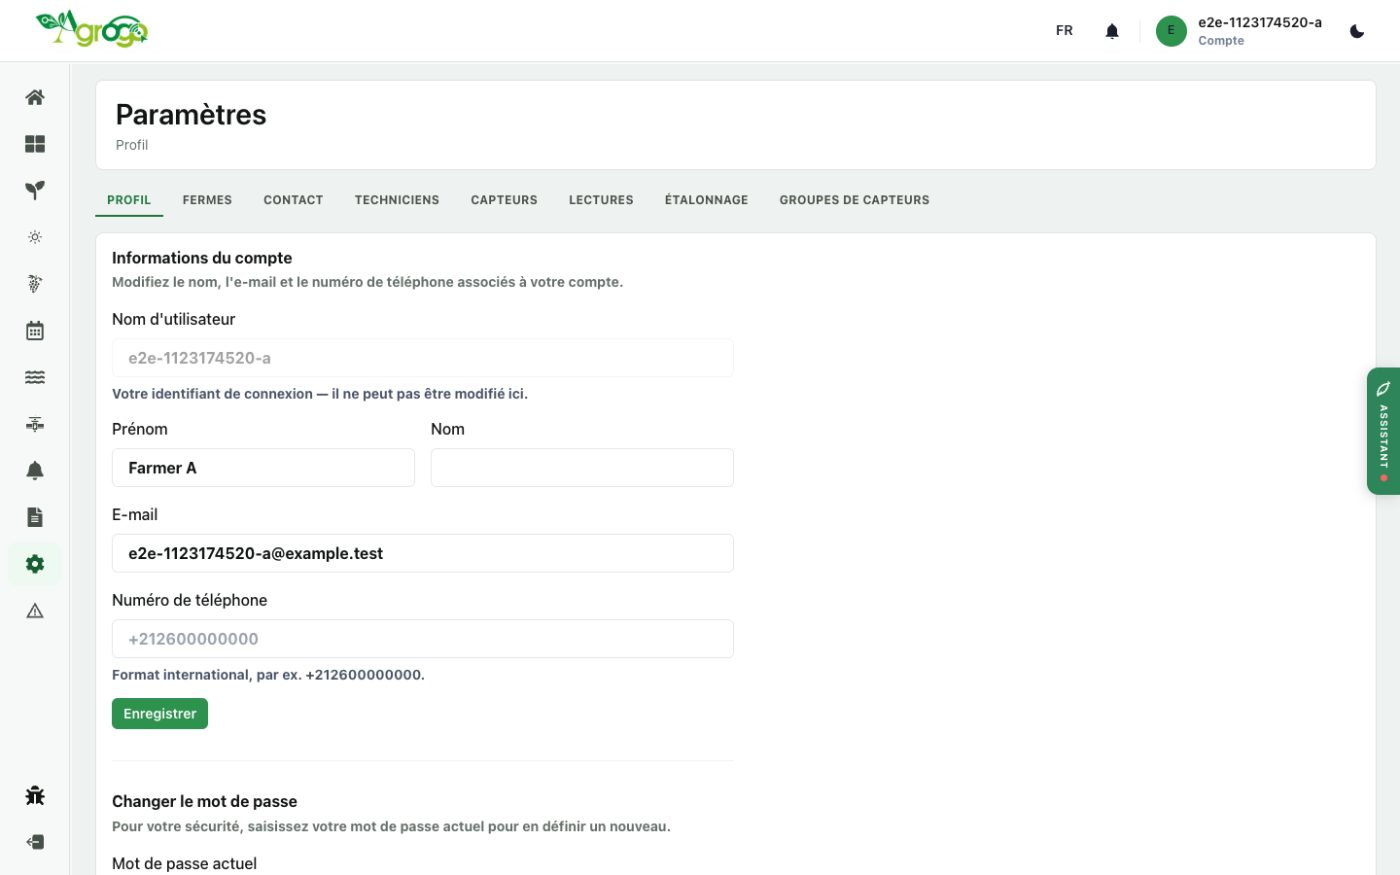 Agrogo
FR
E
e2e-1123174520-a
Compte
Paramètres
Profil
PROFIL
FERMES
CONTACT
TECHNICIENS
CAPTEURS
LECTURES
ÉTALONNAGE
GROUPES DE CAPTEURS
Informations du compte
Modifiez le nom, l'e-mail et le numéro de téléphone associés à votre compte.
Nom d'utilisateur
e2e-1123174520-a
Votre identifiant de connexion — il ne peut pas être modifié ici.
Prénom
Nom
Farmer A
E-mail
e2e-1123174520-a@example.test
Numéro de téléphone
+212600000000
Format international, par ex. +212600000000.
Enregistrer
Changer le mot de passe
Pour votre sécurité, saisissez votre mot de passe actuel pour en définir un nouveau.
Mot de passe actuel
ASSISTANT